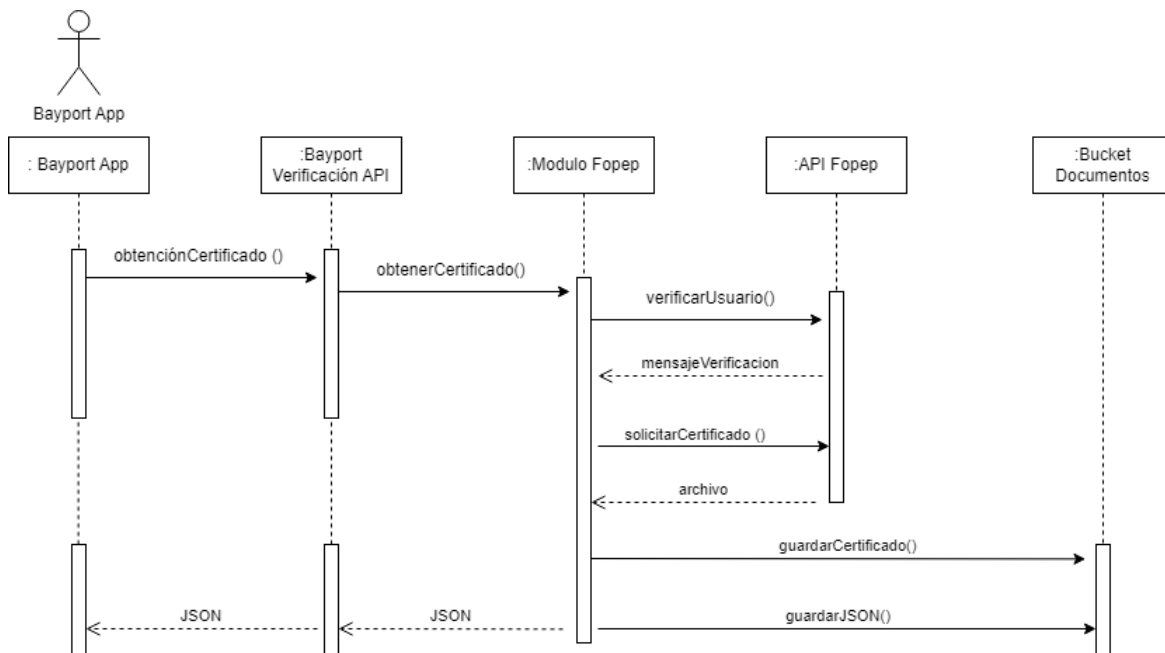 Bayport App
: Bayport App
:Bayport
Verificación API
:Modulo Fopep
:API Fopep
:Bucket
Documentos
obtenciónCertificado ()
obtenerCertificado()
verificarUsuario()
mensajeVerificacion
solicitarCertificado ()
archivo
guardarCertificado()
JSON
JSON
guardarJSON()